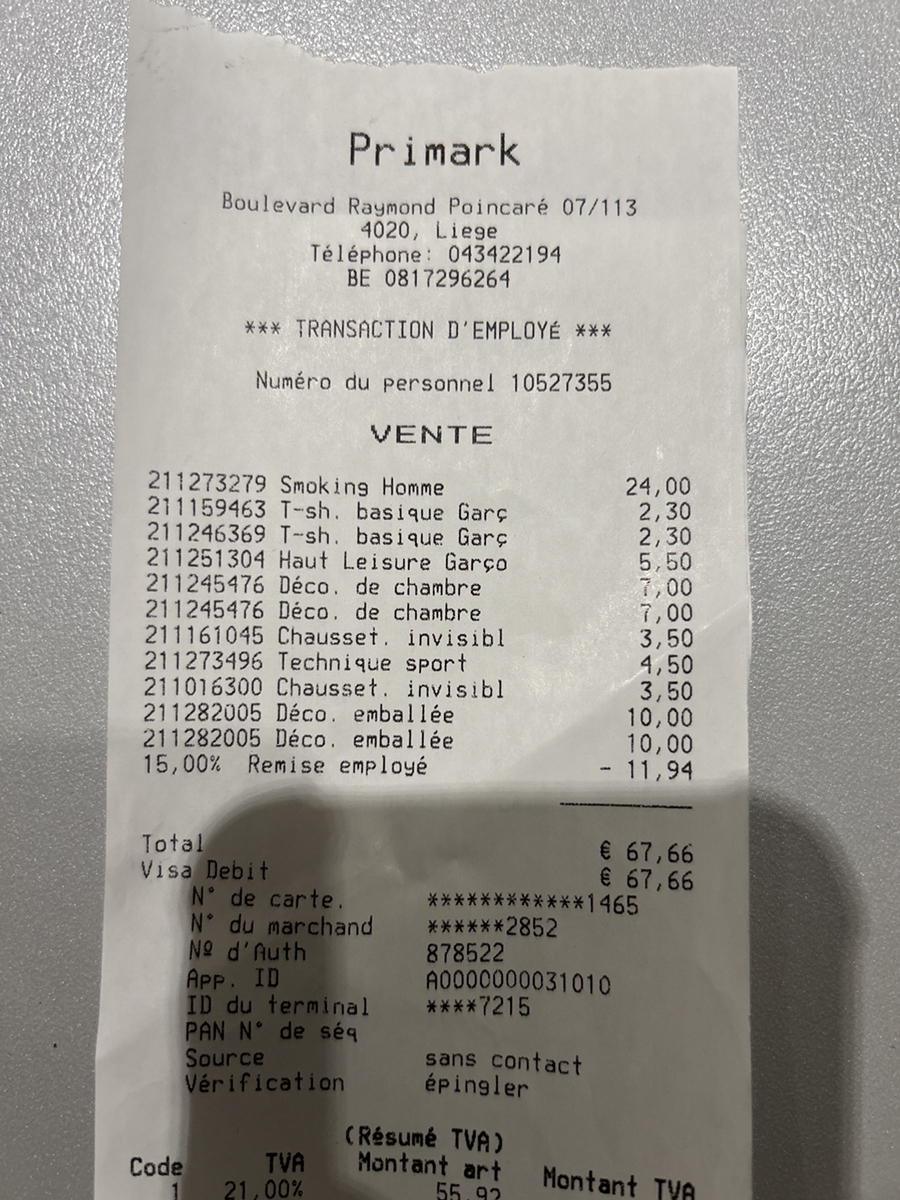 Primark
Boulevard Raymond Poincaré 07/113
4020, Liege
Téléphone: 043422194
BE 0817296264
*** TRANSACTION D'EMPLOYÉ ***
Numéro du personnel 10527355
VENTE
211273279 Smoking Homme 24,00
211159463 T-sh. basique Garç 2,30
211246369 T-sh. basique Garç 2,30
211251304 Haut Leisure Garço 5,50
211245476 Déco. de chambre 7,00
211245476 Déco. de chambre 7,00
211161045 Chausset. invisibl 3,50
211273496 Technique sport 4,50
211016300 Chausset. invisibl 3,50
211282005 Déco. emballée 10,00
211282005 Déco. emballée 10,00
15,00% Remise employé - 11,94
Total € 67,66
Visa Debit € 67,66
N° de carte. ************1465
N° du marchand ******2852
Nº d'Auth 878522
App. ID A0000000031010
ID du terminal ****7215
PAN N° de séq
Source sans contact
Vérification épingler
(Résumé TVA)
Code TVA Montant art Montant TVA
1 21,00% 55,92